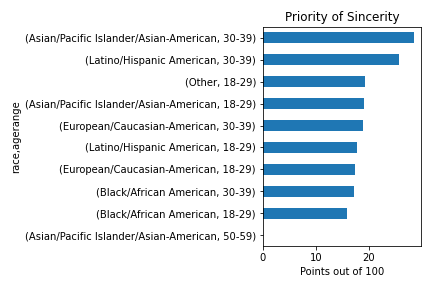 Priority of Sincerity
(Asian/Pacific Islander/Asian-American, 30-39)
(Latino/Hispanic American, 30-39)
(Other, 18-29)
(Asian/Pacific Islander/Asian-American, 18-29)
(European/Caucasian-American, 30-39)
(Latino/Hispanic American, 18-29)
(European/Caucasian-American, 18-29)
(Black/African American, 30-39)
(Black/African American, 18-29)
(Asian/Pacific Islander/Asian-American, 50-59)
race,agerange
0 10 20
Points out of 100